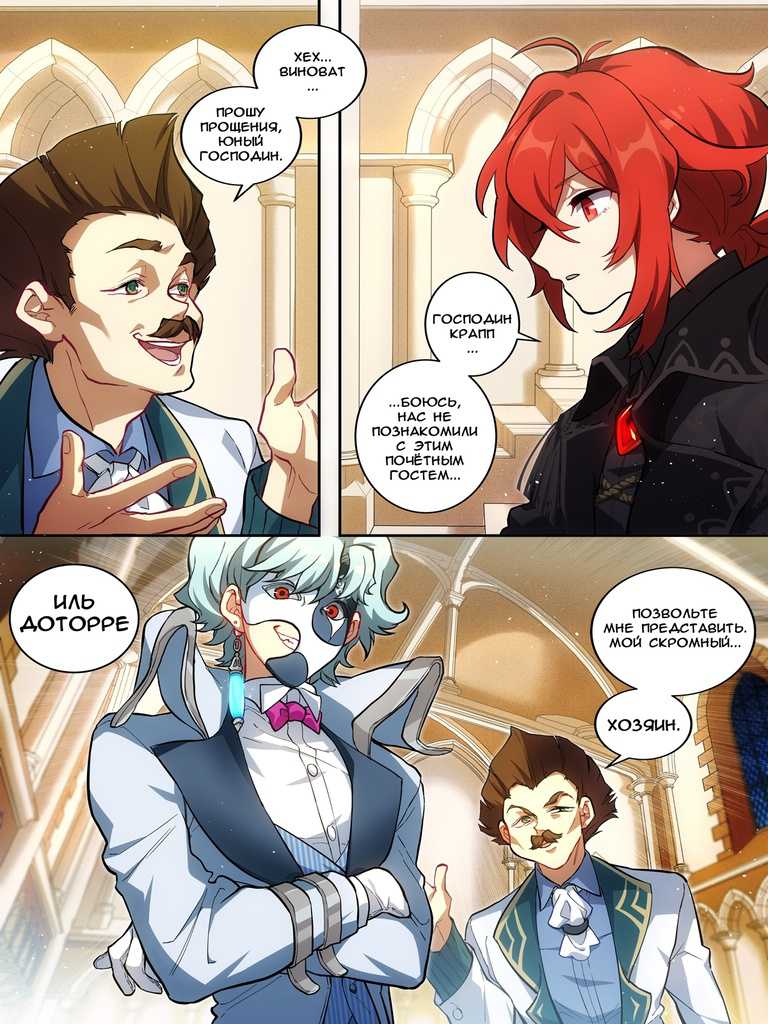 ХЕХ...
ВИНОВАТ
...
ПРОШУ
ПРОЩЕНИЯ,
ЮНЫЙ
ГОСПОДИН.
ГОСПОДИН
КРАПП
...
...БОЮСЬ,
НАС НЕ
ПОЗНАКОМИЛИ
С ЭТИМ
ПОЧЁТНЫМ
ГОСТЕМ...
ИЛЬ
ДОТОРРЕ
ПОЗВОЛЬТЕ
МНЕ ПРЕДСТАВИТЬ.
МОЙ СКРОМНЫЙ...
ХОЗЯИН.